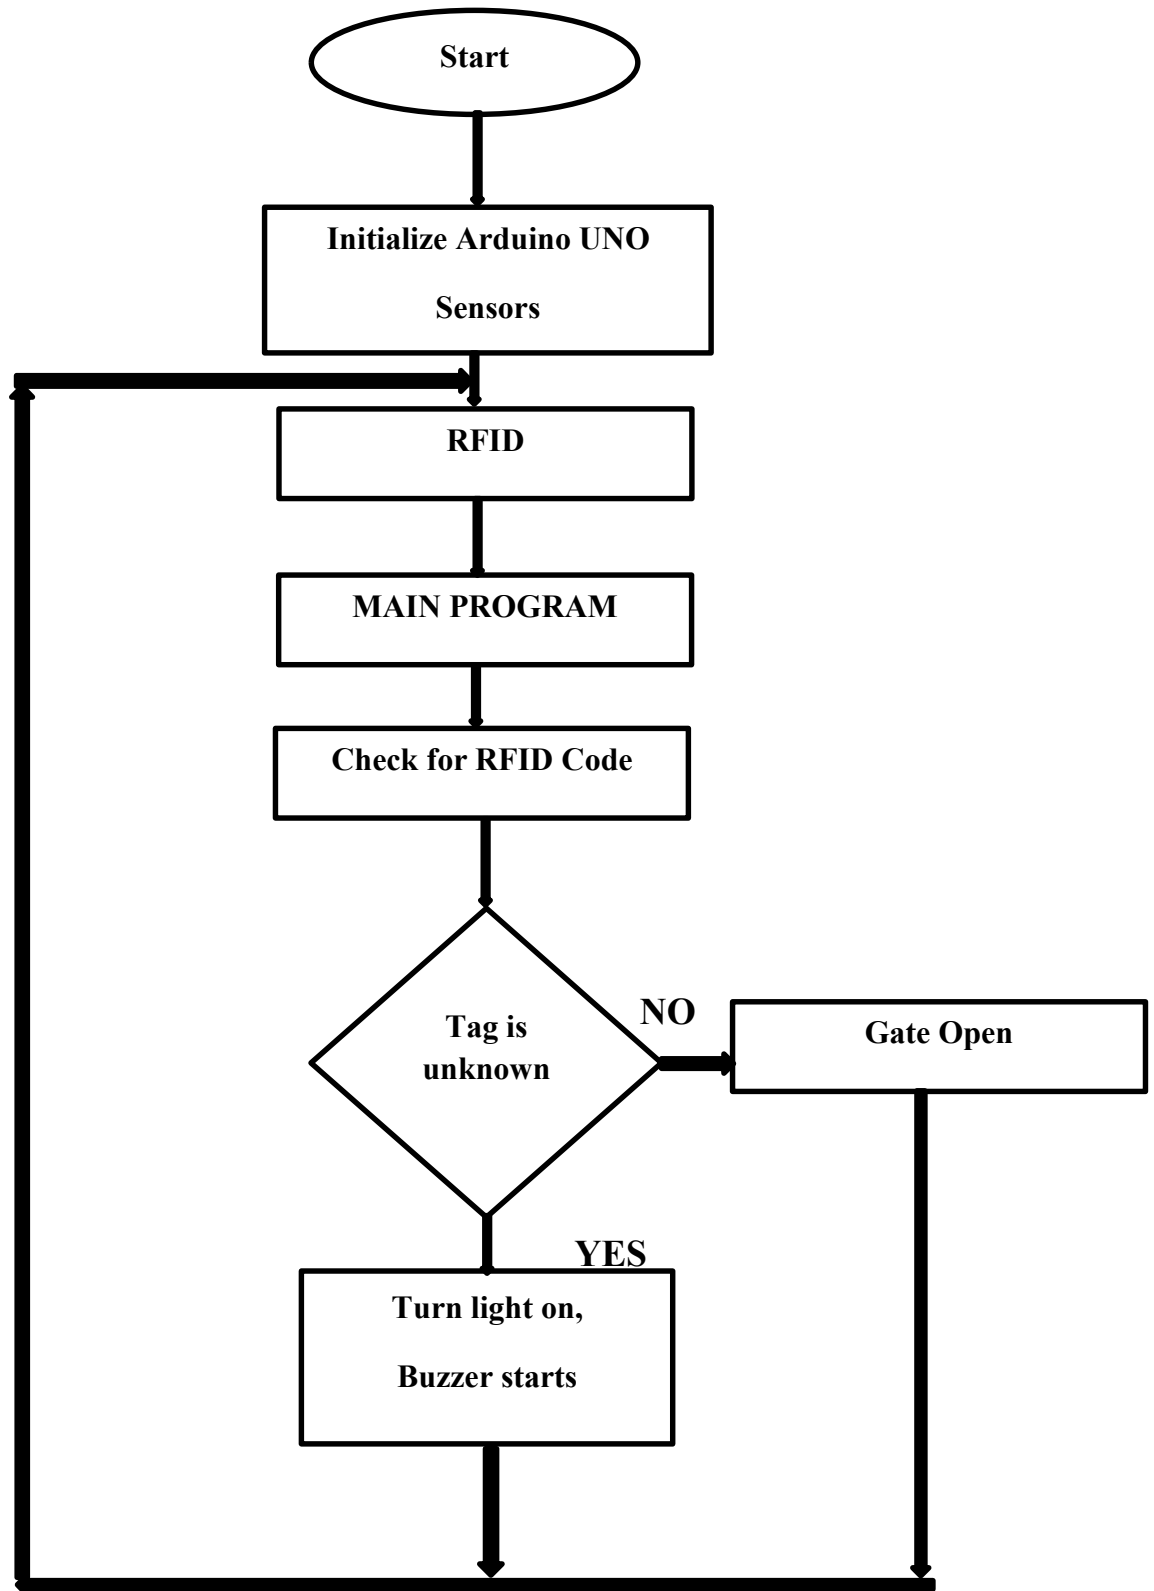 Start
Initialize Arduino UNO
Sensors
RFID
MAIN PROGRAM
Check for RFID Code
Tag is
unknown
NO
Gate Open
YES
Turn light on,
Buzzer starts